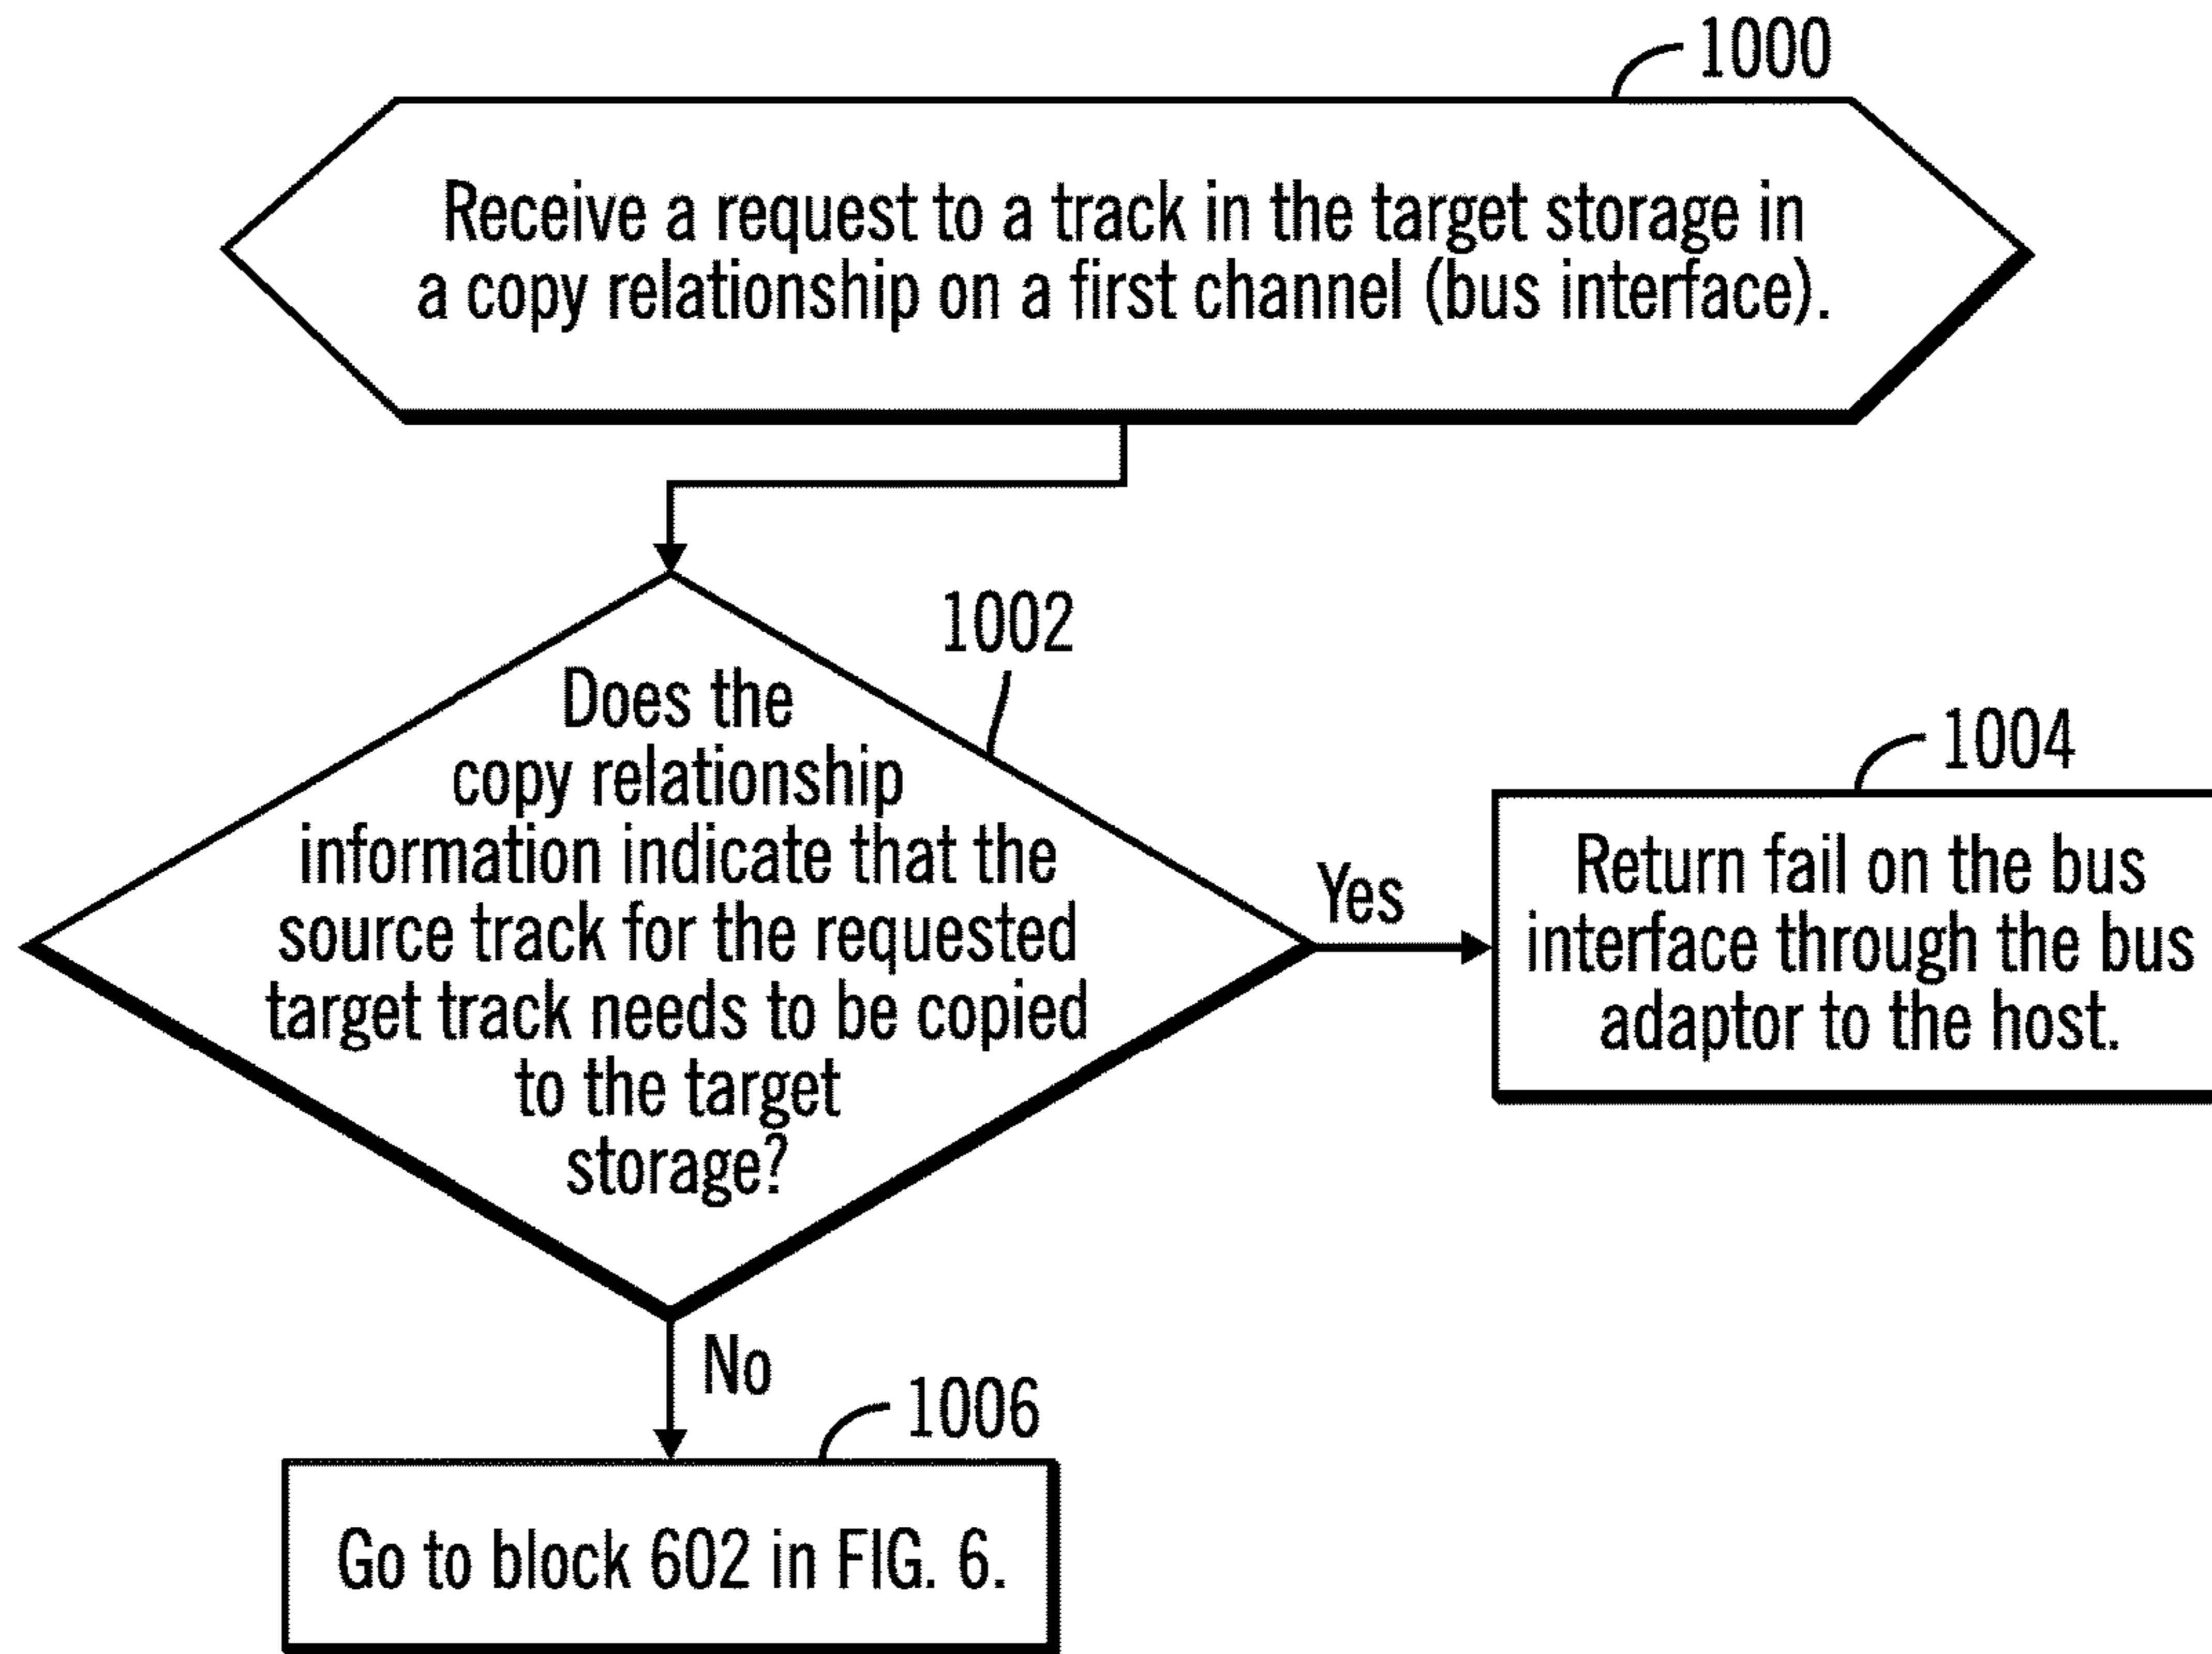 1000
Receive a request to a track in the target storage in
a copy relationship on a first channel (bus interface).
1002
Does the
copy relationship
information indicate that the
source track for the requested
target track needs to be copied
to the target
storage?
Yes
1004
Return fail on the bus
interface through the bus
adaptor to the host.
No
1006
Go to block 602 in FIG. 6.